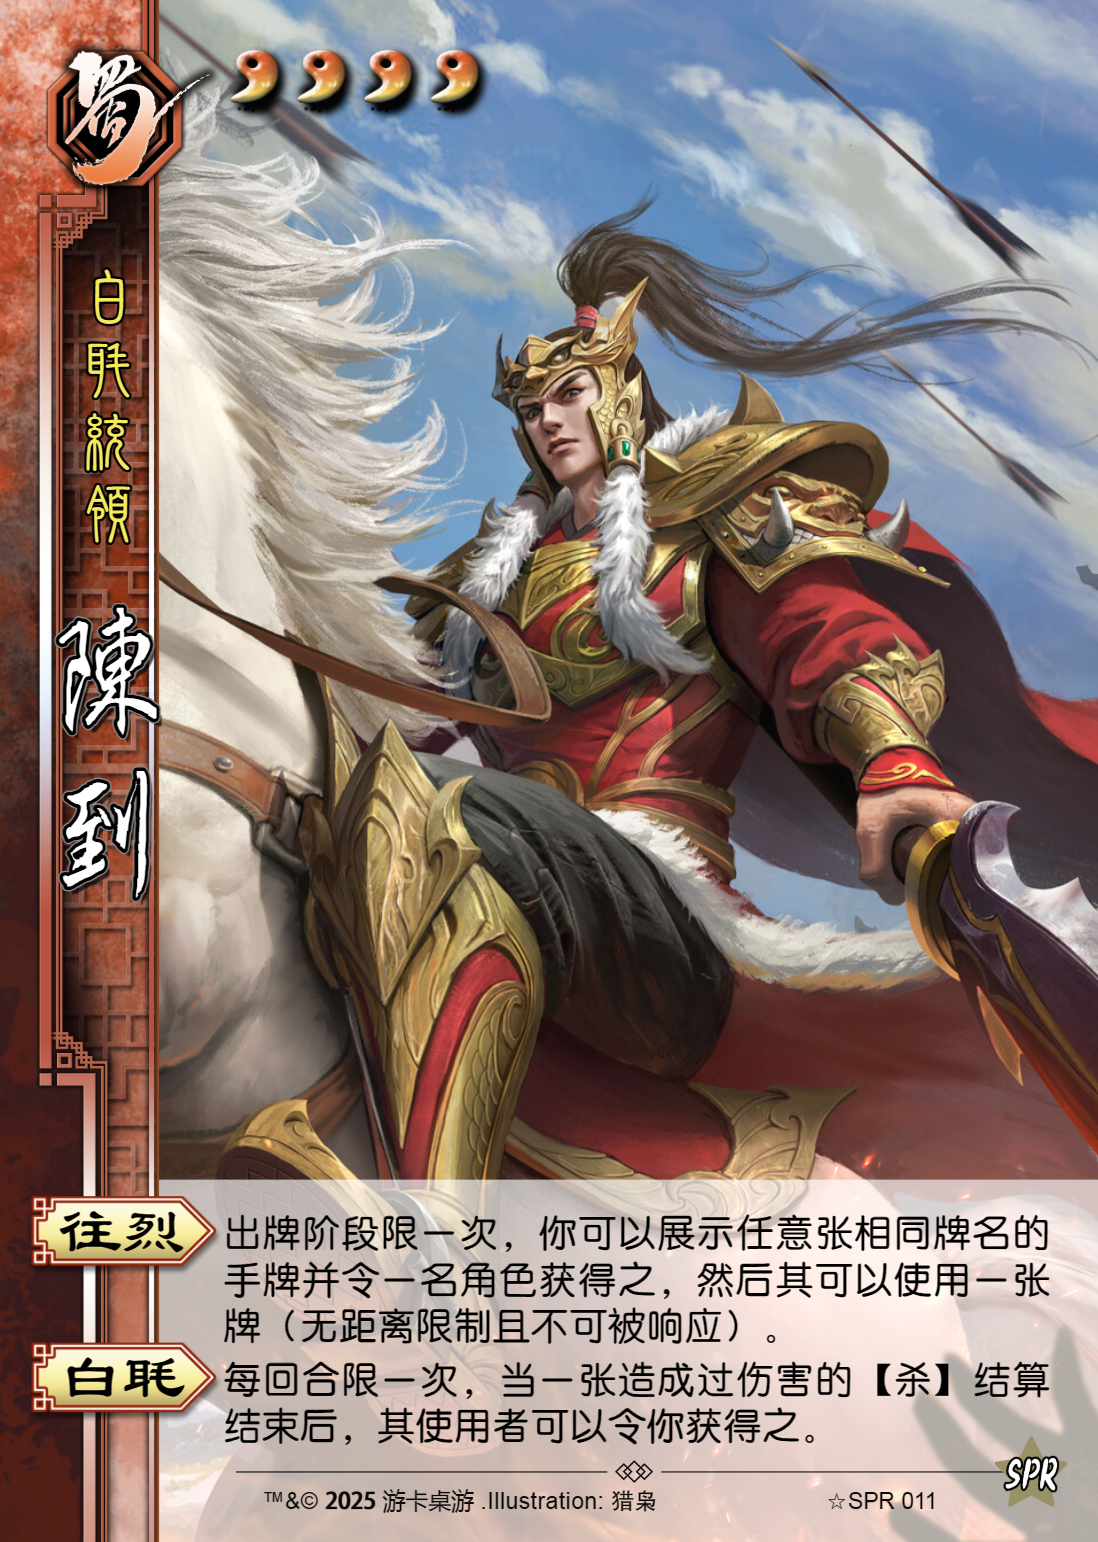 蜀
白毦統領
陳到
往烈
出牌阶段限一次，你可以展示任意张相同牌名的
手牌并令一名角色获得之，然后其可以使用一张
牌（无距离限制且不可被响应）。
白毦
每回合限一次，当一张造成过伤害的【杀】结算
结束后，其使用者可以令你获得之。
SPR
™&© 2025 游卡桌游 .Illustration: 猎枭
☆SPR 011